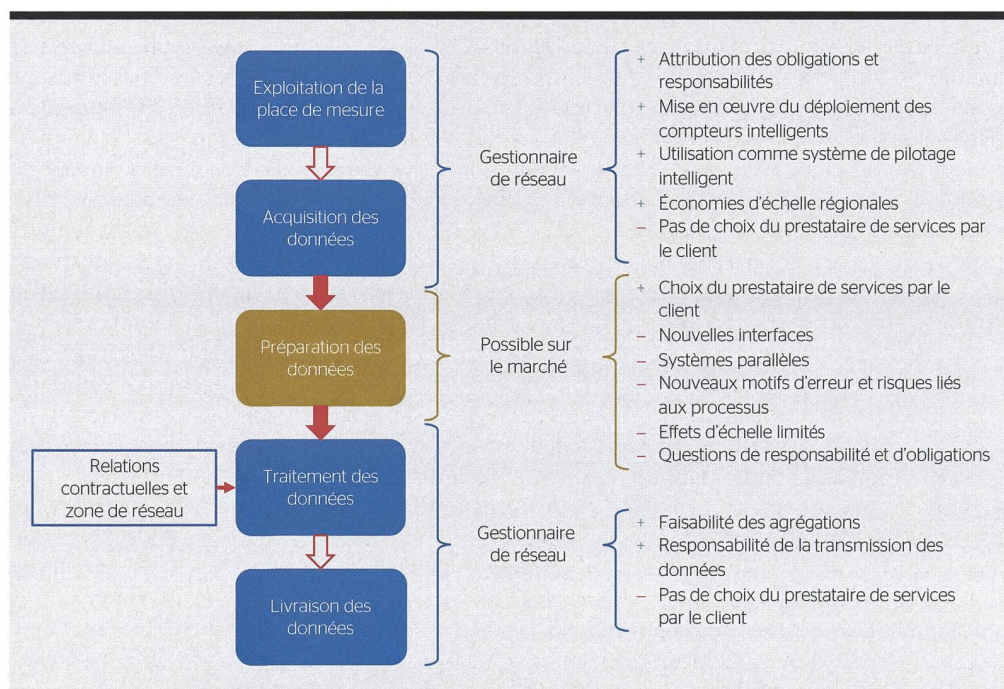 Exploitation de la
place de mesure
Acquisition des
données
Préparation des
données
Relations
contractuelles et
zone de réseau
Traitement des
données
Livraison des
données
Gestionnaire
de réseau
Possible sur
le marché
Gestionnaire
de réseau
+ Attribution des obligations et
responsabilités
+ Mise en œuvre du déploiement des
compteurs intelligents
+ Utilisation comme système de pilotage
intelligent
+ Économies d'échelle régionales
– Pas de choix du prestataire de services par
le client
+ Choix du prestataire de services par le
client
– Nouvelles interfaces
– Systèmes parallèles
– Nouveaux motifs d'erreur et risques liés
aux processus
– Effets d'échelle limités
– Questions de responsabilité et d'obligations
+ Faisabilité des agrégations
+ Responsabilité de la transmission des
données
– Pas de choix du prestataire de services
par le client